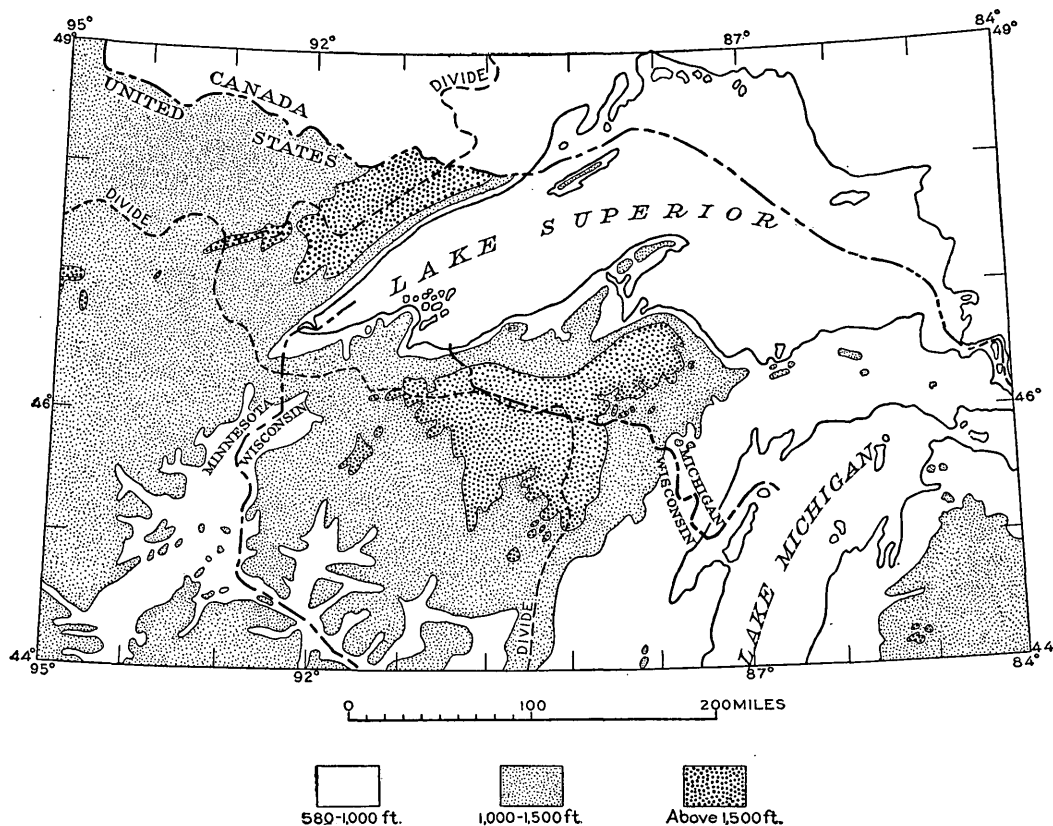 95°
49°
92°
87°
84°
49°
DIVIDE
CANADA
UNITED
STATES
DIVIDE
LAKE SUPERIOR
46°
46°
MINNESOTA
WISCONSIN
MICHIGAN
WISCONSIN
LAKE MICHIGAN
DIVIDE
44°
95°
92°
87°
44
84°
0 100 200 MILES
580-1,000 ft. 1,000-1,500 ft. Above 1,500 ft.